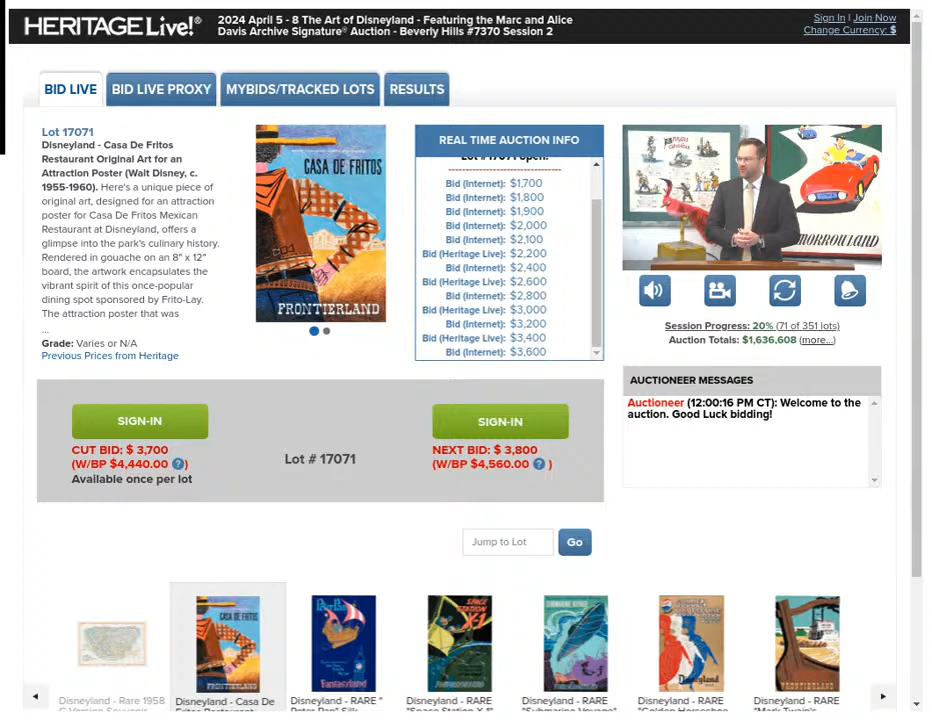 HERITAGE Live!®
2024 April 5 - 8 The Art of Disneyland - Featuring the Marc and Alice
Davis Archive Signature® Auction - Beverly Hills #7370 Session 2
Sign In | Join Now
Change Currency: $
BID LIVE
BID LIVE PROXY
MYBIDS/TRACKED LOTS
RESULTS
Lot 17071
Disneyland - Casa De Fritos
Restaurant Original Art for an
Attraction Poster (Walt Disney, c.
1955-1960). Here's a unique piece of
original art, designed for an attraction
poster for Casa De Fritos Mexican
Restaurant at Disneyland, offers a
glimpse into the park's culinary history.
Rendered in gouache on an 8" x 12"
board, the artwork encapsulates the
vibrant spirit of this once-popular
dining spot sponsored by Frito-Lay.
The attraction poster that was
...
Grade: Varies or N/A
Previous Prices from Heritage
CASA DE FRITOS
FRONTIERLAND
REAL TIME AUCTION INFO
Lot #17071 open!
Bid (Internet): $1,700
Bid (Internet): $1,800
Bid (Internet): $1,900
Bid (Internet): $2,000
Bid (Internet): $2,100
Bid (Heritage Live): $2,200
Bid (Internet): $2,400
Bid (Heritage Live): $2,600
Bid (Internet): $2,800
Bid (Heritage Live): $3,000
Bid (Internet): $3,200
Bid (Heritage Live): $3,400
Bid (Internet): $3,600
Session Progress: 20% (71 of 351 lots)
Auction Totals: $1,636,608 (more...)
AUCTIONEER MESSAGES
Auctioneer (12:00:16 PM CT): Welcome to the
auction. Good Luck bidding!
SIGN-IN
CUT BID: $ 3,700
(W/BP $4,440.00 ? )
Available once per lot
Lot # 17071
SIGN-IN
NEXT BID: $ 3,800
(W/BP $4,560.00 ? )
Jump to Lot
Go
CASA DE FRITOS
FRONTIERLAND
Peter Pan
Fantasyland
SPACE
STATION
X-1
SUBMARINE VOYAGE
Disneyland
FRONTIERLAND
Disneyland - Rare 1958
Disneyland - Casa De
Disneyland - RARE "
Disneyland - RARE
Disneyland - RARE
Disneyland - RARE
Disneyland - RARE